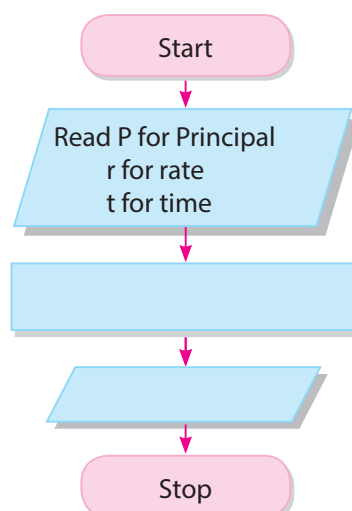 Start
Read P for Principal
r for rate
t for time
Stop